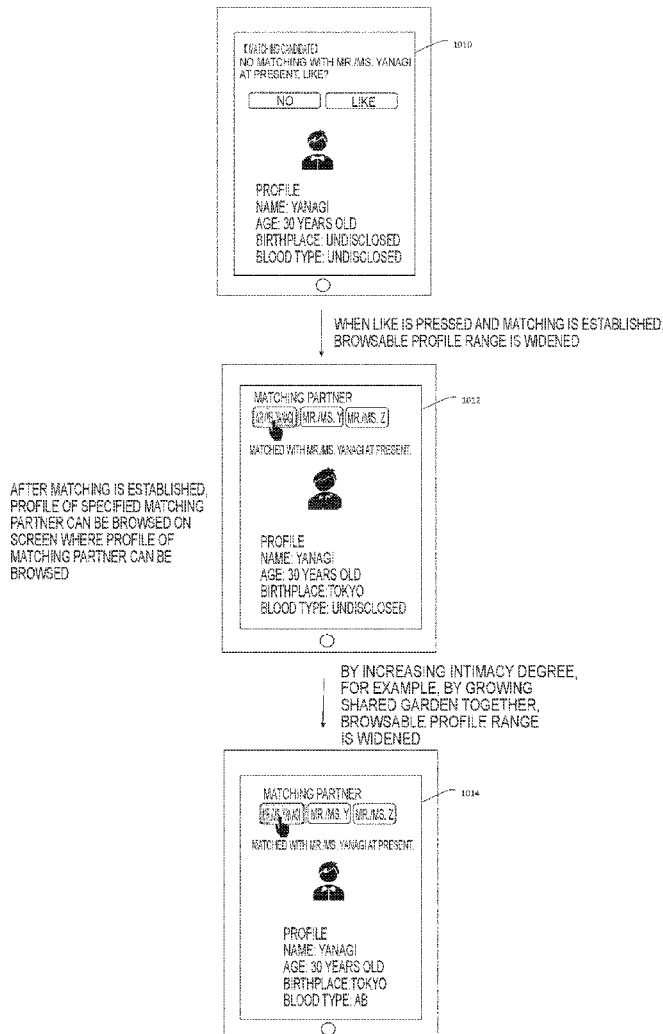 [MATCHING CANDIDATE]
NO MATCHING WITH MR./MS. YANAGI
AT PRESENT. LIKE?
NO LIKE
1010
PROFILE
NAME: YANAGI
AGE: 30 YEARS OLD
BIRTHPLACE: UNDISCLOSED
BLOOD TYPE: UNDISCLOSED
WHEN LIKE IS PRESSED AND MATCHING IS ESTABLISHED,
BROWSABLE PROFILE RANGE IS WIDENED
MATCHING PARTNER
MR./MS. YANAGI MR./MS. Y MR./MS. Z
1012
MATCHED WITH MR./MS. YANAGI AT PRESENT.
AFTER MATCHING IS ESTABLISHED,
PROFILE OF SPECIFIED MATCHING
PARTNER CAN BE BROWSED ON
SCREEN WHERE PROFILE OF
MATCHING PARTNER CAN BE
BROWSED
PROFILE
NAME: YANAGI
AGE: 30 YEARS OLD
BIRTHPLACE:TOKYO
BLOOD TYPE: UNDISCLOSED
BY INCREASING INTIMACY DEGREE,
FOR EXAMPLE, BY GROWING
SHARED GARDEN TOGETHER,
BROWSABLE PROFILE RANGE
IS WIDENED
MATCHING PARTNER
MR./MS. YANAGI MR./MS. Y MR./MS. Z
1014
MATCHED WITH MR./MS. YANAGI AT PRESENT.
PROFILE
NAME: YANAGI
AGE: 30 YEARS OLD
BIRTHPLACE:TOKYO
BLOOD TYPE: AB